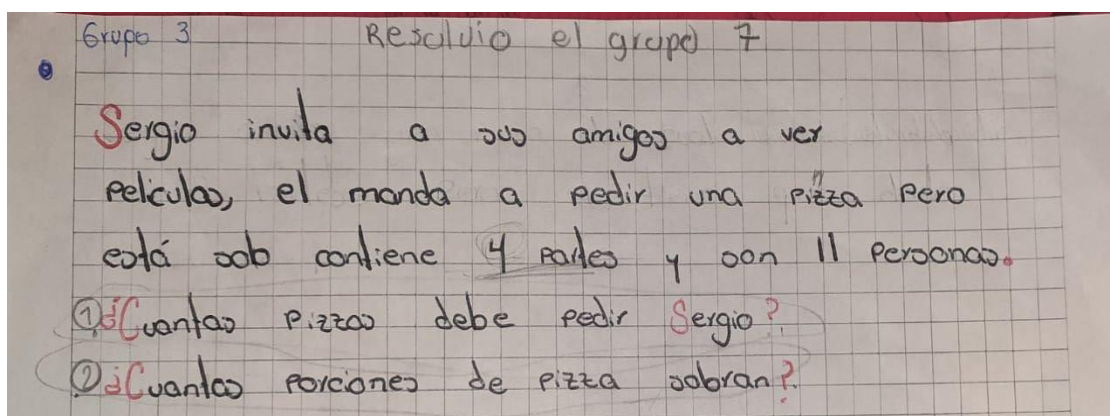 Grupo 3 Resolvio el grupo 7
Sergio invita a sus amigos a ver
peliculas, el manda a pedir una pizza pero
está solo contiene 4 partes y son 11 personas.
① ¿Cuantas pizzas debe pedir Sergio?
② ¿Cuantas porciones de pizza sobran?